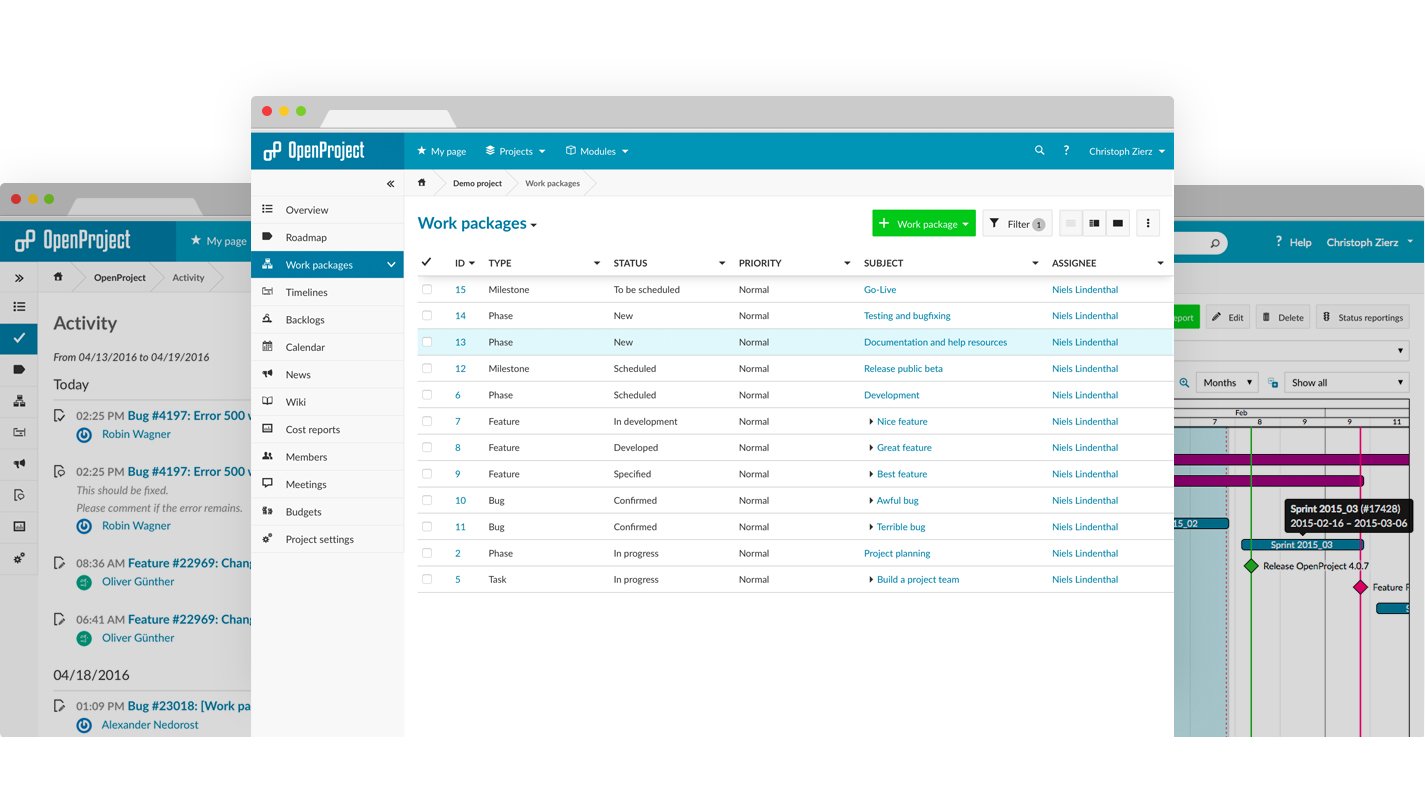 OpenProject
My page
Projects
Modules
?
Christoph Zierz
«
Demo project
Work packages
Overview
Roadmap
Work packages
Timelines
Backlogs
Calendar
News
Wiki
Cost reports
Members
Meetings
Budgets
Project settings
Work packages
+ Work package
Filter 1
ID TYPE STATUS PRIORITY SUBJECT ASSIGNEE
15 Milestone To be scheduled Normal Go-Live Niels Lindenthal
14 Phase New Normal Testing and bugfixing Niels Lindenthal
13 Phase New Normal Documentation and help resources Niels Lindenthal
12 Milestone Scheduled Normal Release public beta Niels Lindenthal
6 Phase Scheduled Normal Development Niels Lindenthal
7 Feature In development Normal Nice feature Niels Lindenthal
8 Feature Developed Normal Great feature Niels Lindenthal
9 Feature Specified Normal Best feature Niels Lindenthal
10 Bug Confirmed Normal Awful bug Niels Lindenthal
11 Bug Confirmed Normal Terrible bug Niels Lindenthal
2 Phase In progress Normal Project planning Niels Lindenthal
5 Task In progress Normal Build a project team Niels Lindenthal
OpenProject
My page
»
OpenProject
Activity
Activity
From 04/13/2016 to 04/19/2016
Today
02:25 PM Bug #4197: Error 500
Robin Wagner
02:25 PM Bug #4197: Error 500
This should be fixed.
Please comment if the error remains.
Robin Wagner
08:36 AM Feature #22969: Chang
Oliver Günther
06:41 AM Feature #22969: Chang
Oliver Günther
04/18/2016
01:09 PM Bug #23018: [Work pa
Alexander Nedorost
? Help
Christoph Zierz
eport
Edit
Delete
Status reportings
Months
Show all
Feb
7 8 9 9 11
Sprint 2015_03 (#17428)
2015-02-16 – 2015-03-06
15_02
Sprint 2015_03
Release OpenProject 4.0.7
Feature F
S